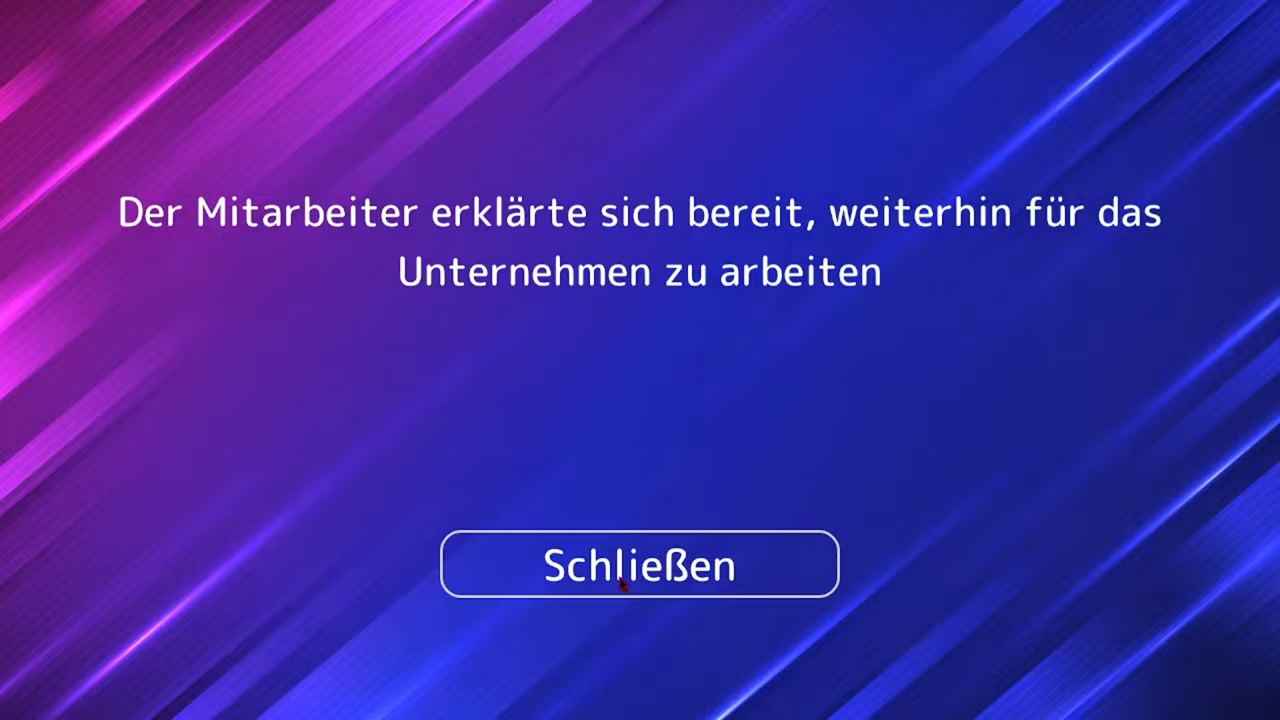 Der Mitarbeiter erklärte sich bereit, weiterhin für das
Unternehmen zu arbeiten
Schließen